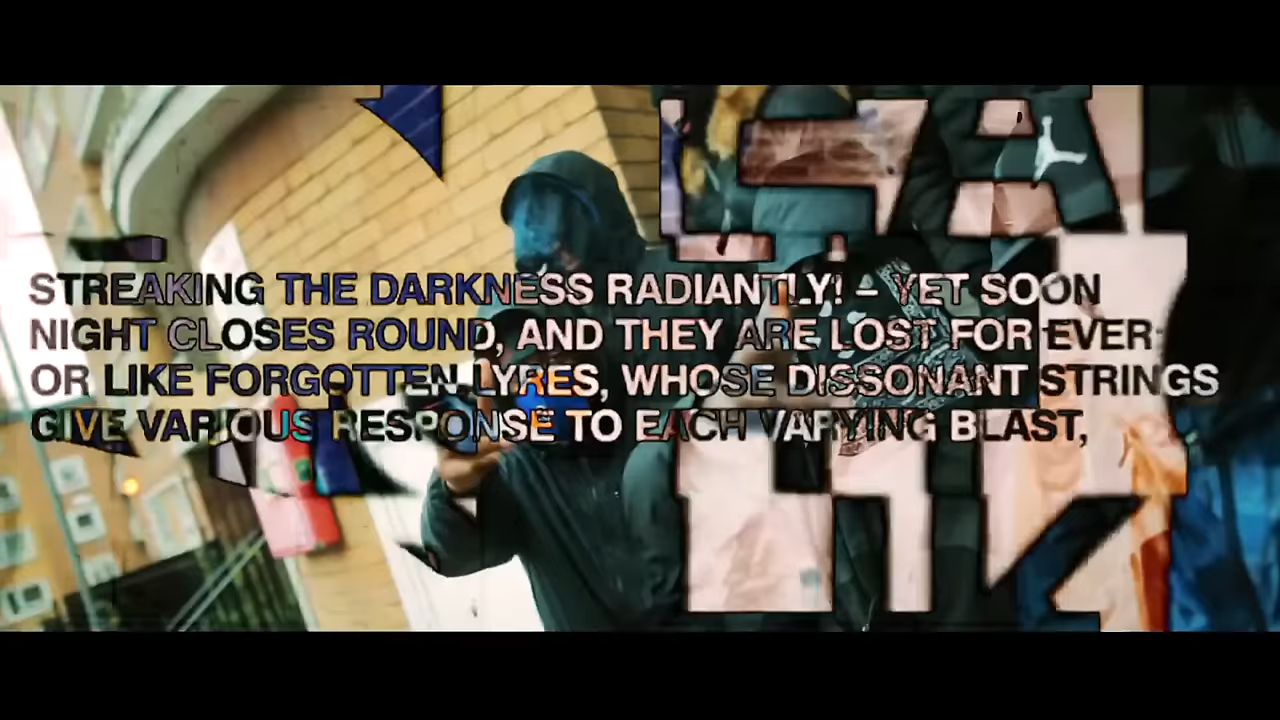 STREAKING THE DARKNESS RADIANTLY! – YET SOON
NIGHT CLOSES ROUND, AND THEY ARE LOST FOR EVER:
OR LIKE FORGOTTEN LYRES, WHOSE DISSONANT STRINGS
GIVE VARIOUS RESPONSE TO EACH VARYING BLAST,